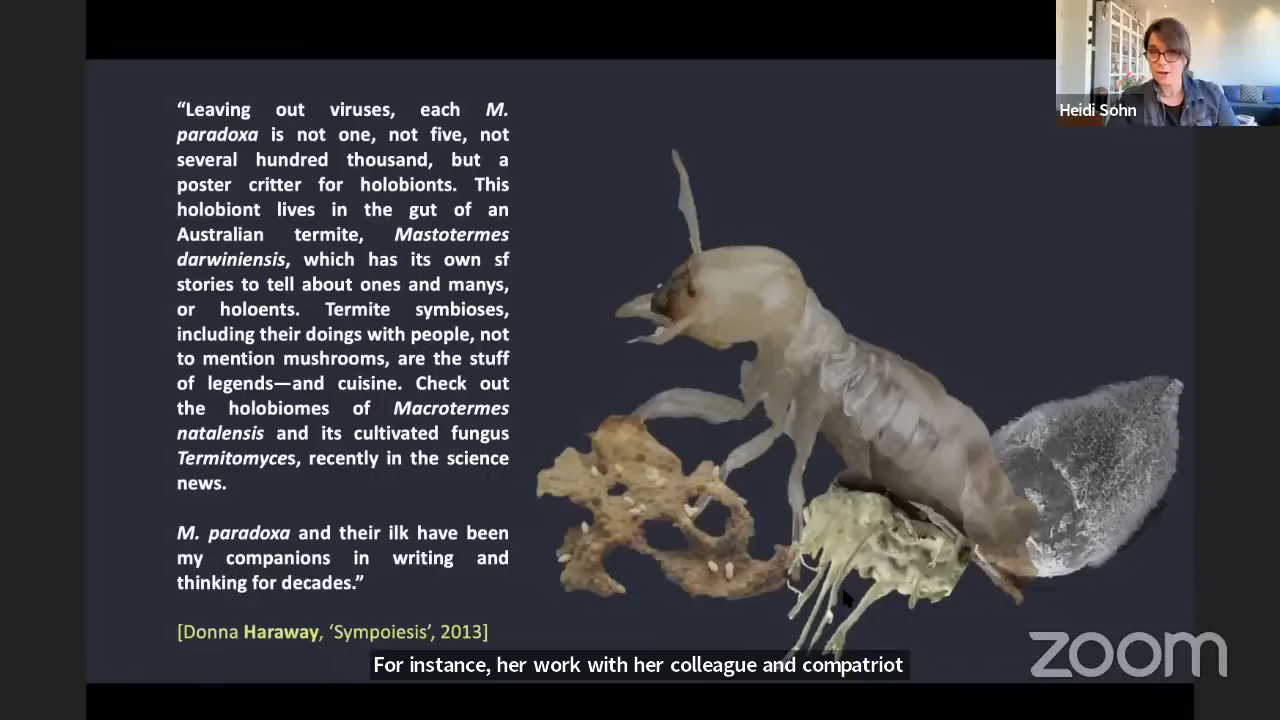 “Leaving out viruses, each M.
paradoxa is not one, not five, not
several hundred thousand, but a
poster critter for holobionts. This
holobiont lives in the gut of an
Australian termite, Mastotermes
darwiniensis, which has its own sf
stories to tell about ones and manys,
or holoents. Termite symbioses,
including their doings with people, not
to mention mushrooms, are the stuff
of legends—and cuisine. Check out
the holobiomes of Macrotermes
natalensis and its cultivated fungus
Termitomyces, recently in the science
news.
M. paradoxa and their ilk have been
my companions in writing and
thinking for decades.”
[Donna Haraway, ‘Sympoiesis’, 2013]
Heidi Sohn
For instance, her work with her colleague and compatriot
zoom